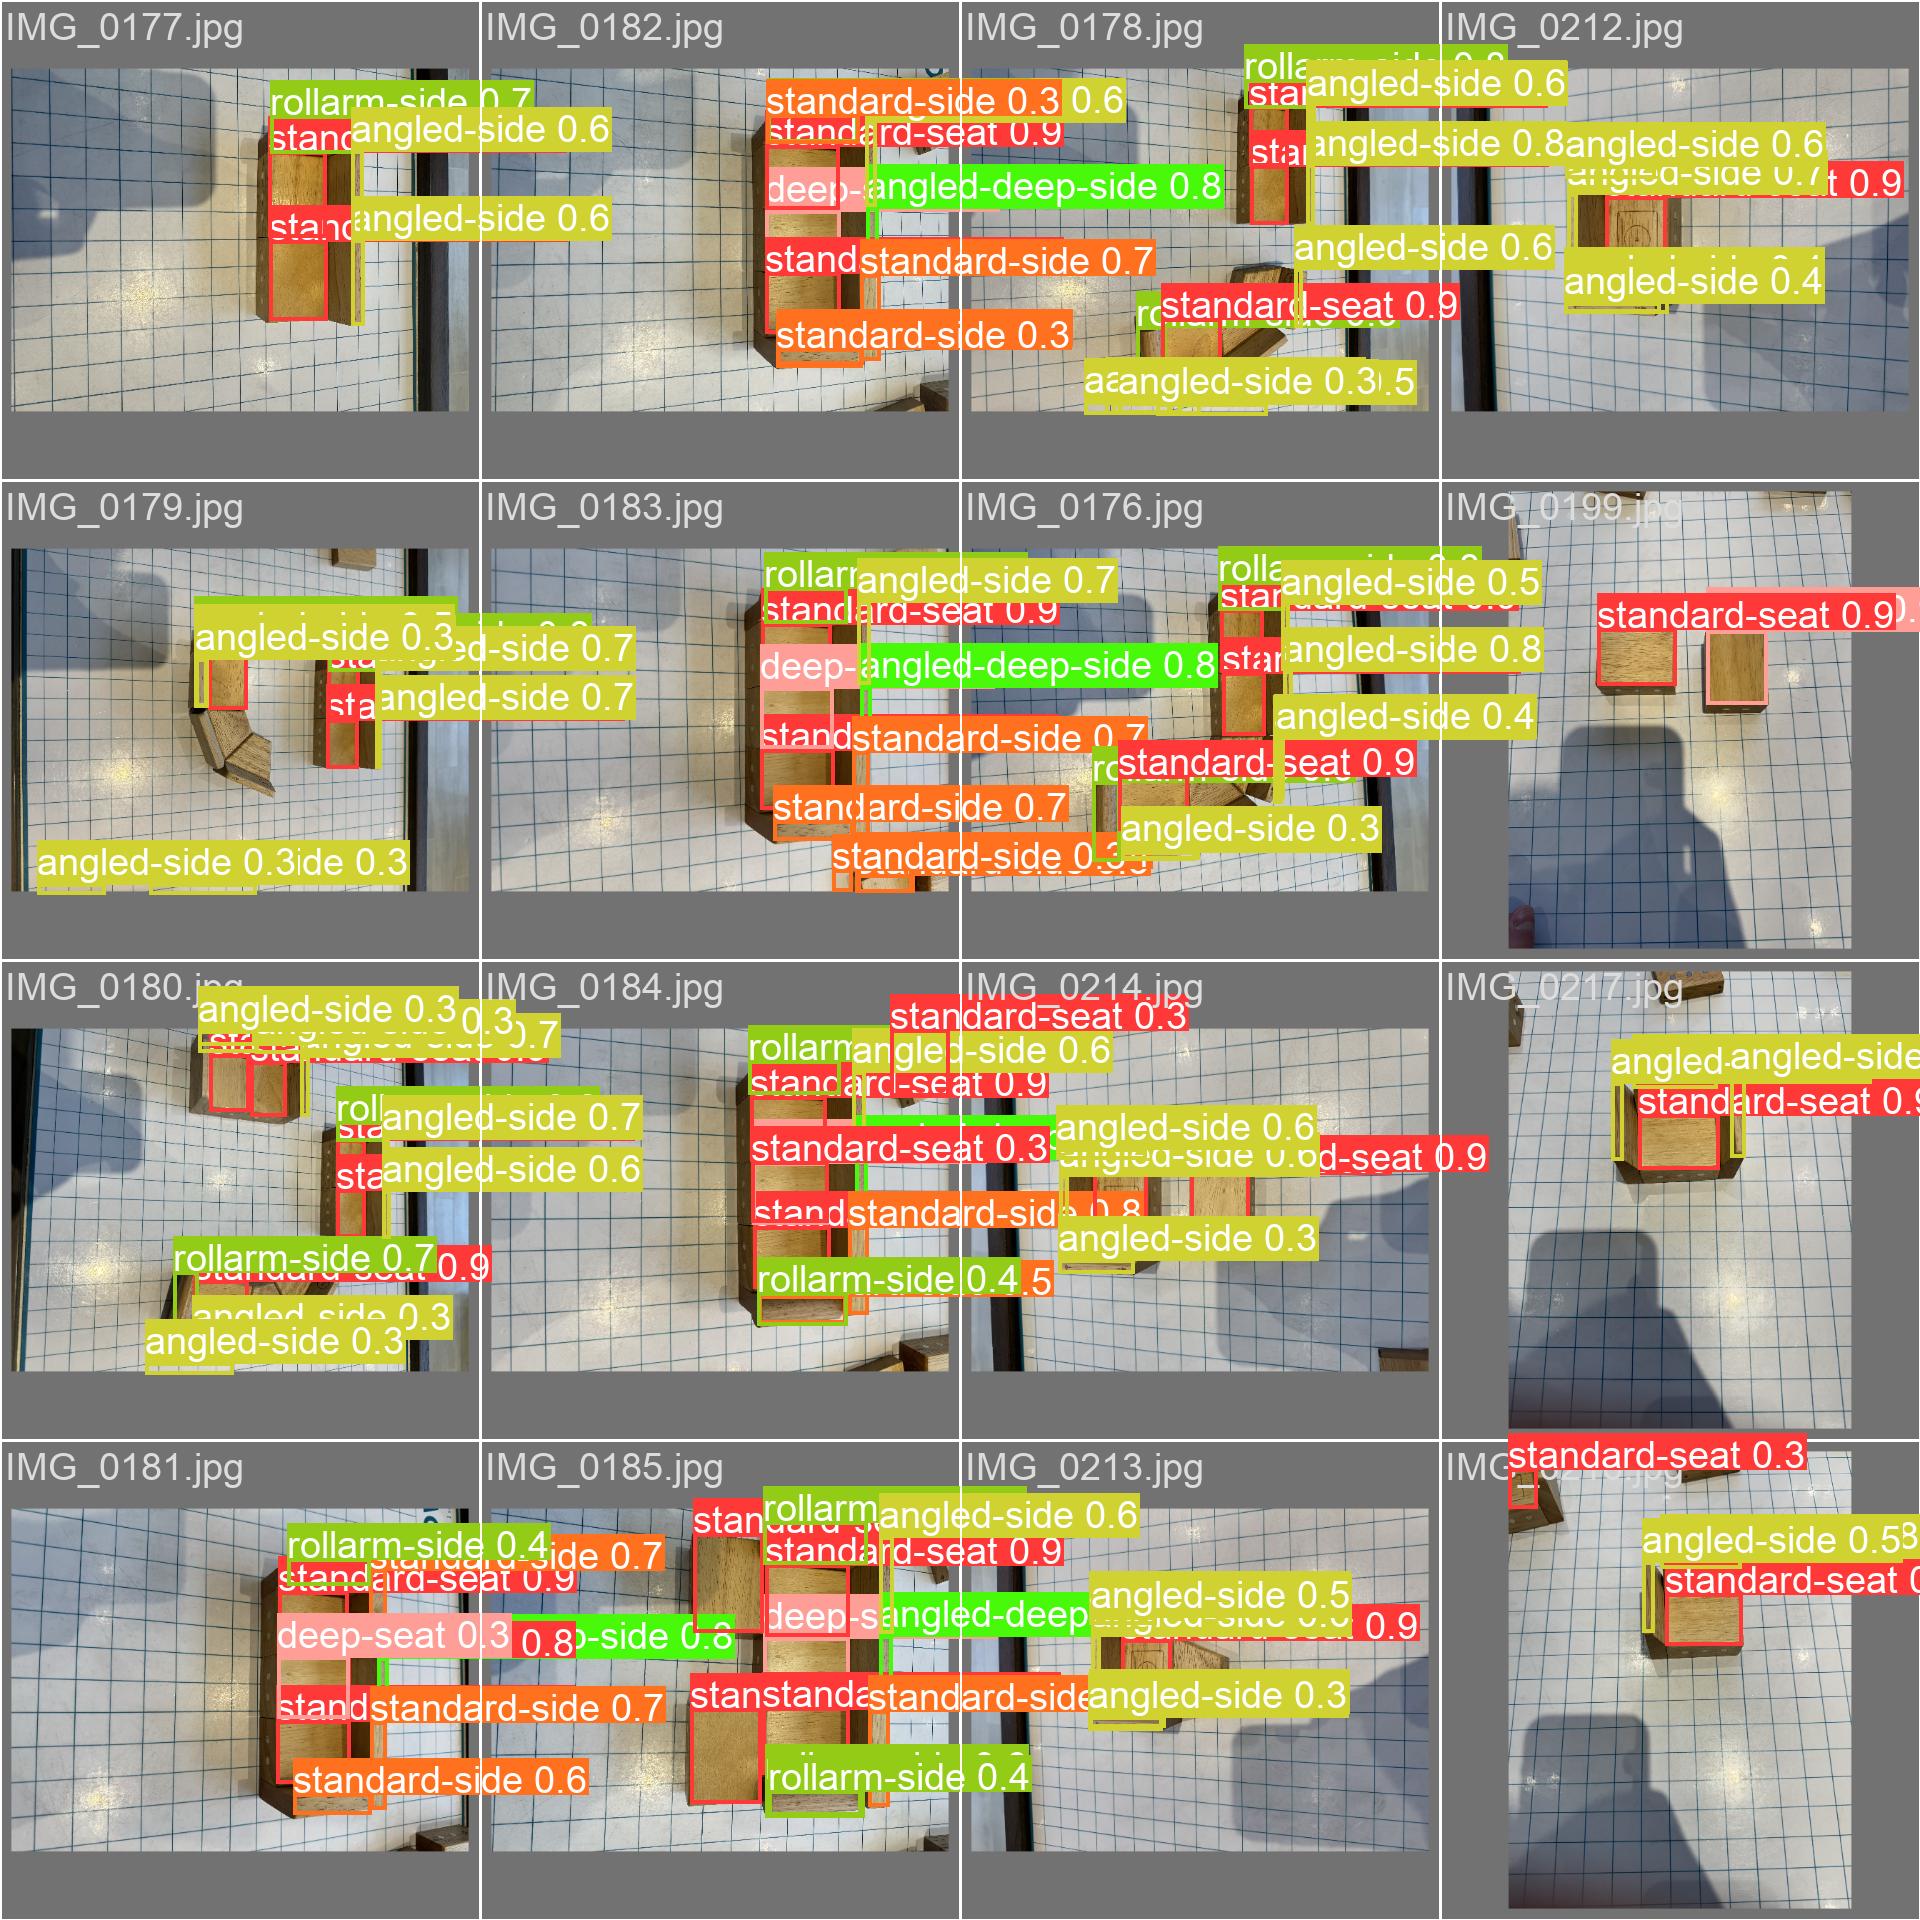 IMG_0177.jpg
rollarm-side 0.7
stand
angled-side 0.6
stand
angled-side 0.6
IMG_0182.jpg
standard-side 0.3 0.6
standard-seat 0.9
deep-
angled-deep-side 0.8
stand
standard-side 0.7
standard-side 0.3
IMG_0178.jpg
rolla
stan
angled-side 0.6
stan
angled-side 0.8
angled-side 0.6
standard-seat 0.9
angled-side 0.3
.5
IMG_0212.jpg
angled-side 0.6
angled-side 0.7
t 0.9
angled-side 0.4
IMG_0179.jpg
angled-side 0.3
ed-side 0.7
sta
angled-side 0.7
angled-side 0.3
ide 0.3
IMG_0183.jpg
rollarm
angled-side 0.7
standard-seat 0.9
deep-
angled-deep-side 0.8
stand
standard-side 0.7
standard-side 0.7
standard-side 0.3
IMG_0176.jpg
rolla
angled-side 0.5
stan
angled-side 0.8
stan
angled-side 0.4
standard-seat 0.9
angled-side 0.3
IMG_0199.jpg
standard-seat 0.9
0.
IMG_0180.jpg
angled-side 0.3
0.3
0.7
roll
angled-side 0.7
sta
angled-side 0.6
rollarm-side 0.7
standard-seat 0.9
angled-side 0.3
angled-side 0.3
IMG_0184.jpg
standard-seat 0.3
rollarm
angled-side 0.6
standard-seat 0.9
standard-seat 0.3
stand
standard-side 0.8
rollarm-side 0.4
.5
IMG_0214.jpg
angled-side 0.6
angled-side 0.6
d-seat 0.9
angled-side 0.3
IMG_0217.jpg
angled-
angled-side
standard-seat 0.9
IMG_0181.jpg
rollarm-side 0.4
standard-side 0.7
standard-seat 0.9
deep-seat 0.3
0.8
p-side 0.8
stand
standard-side 0.7
standard-side 0.6
IMG_0185.jpg
stan
rollarm
angled-side 0.6
standard-seat 0.9
deep-s
angled-deep
stan
standa
standard-side
rollarm-side 0.4
IMG_0213.jpg
angled-side 0.5
0.9
angled-side 0.3
standard-seat 0.3
angled-side 0.5
8
standard-seat 0